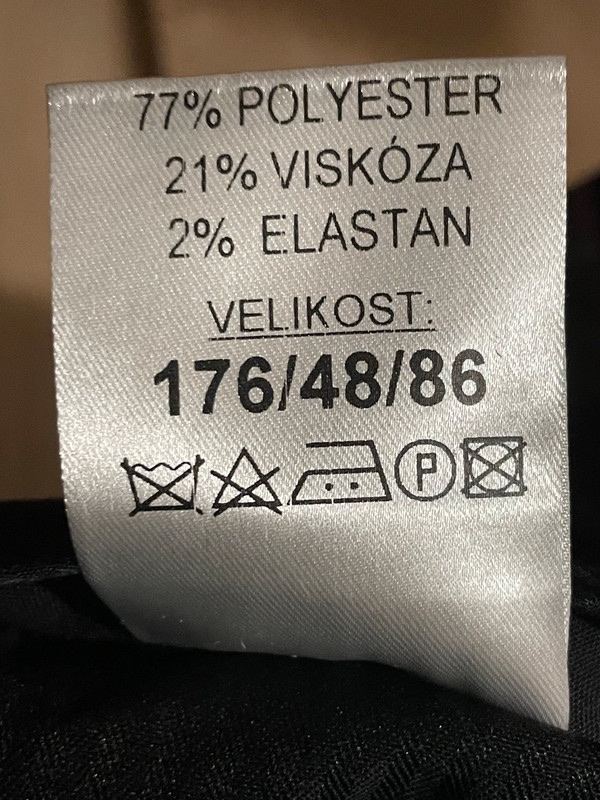 77% POLYESTER
21% VISKÓZA
2% ELASTAN
VELIKOST:
176/48/86
P